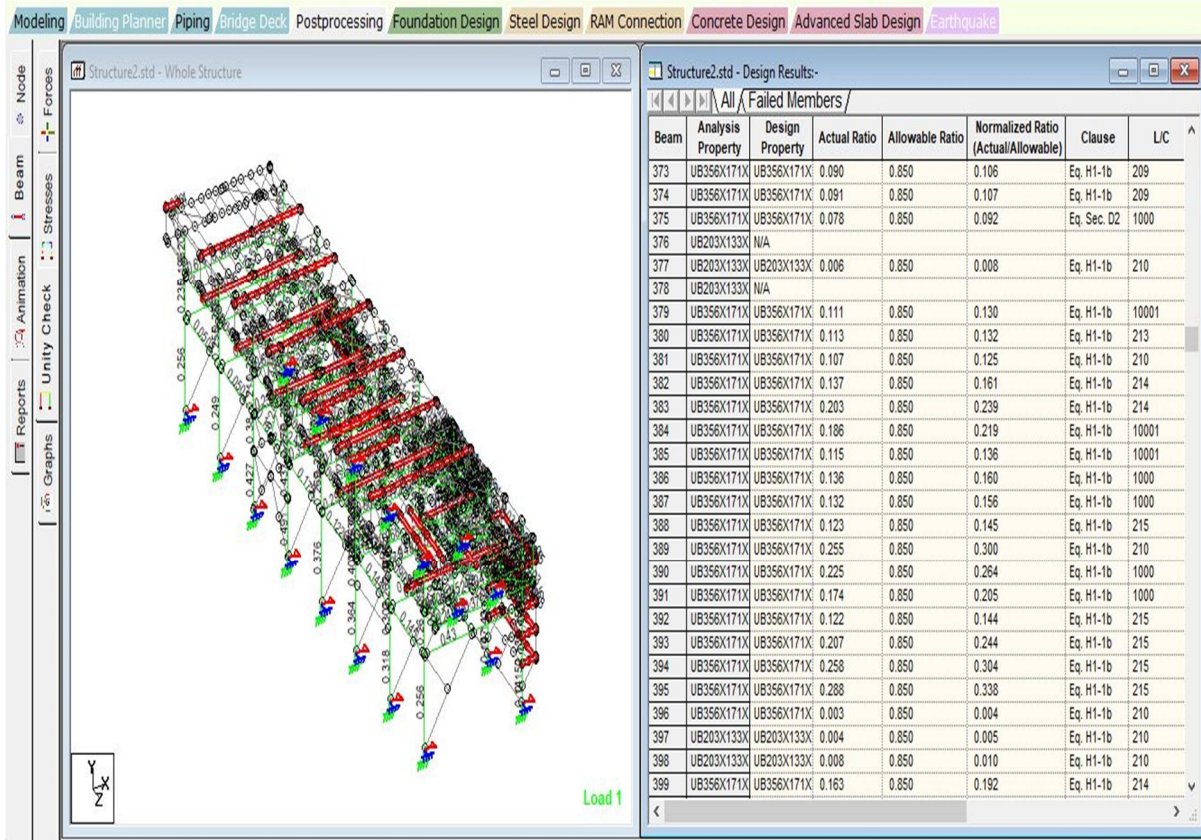 Modeling Building Planner Piping Bridge Deck Postprocessing Foundation Design Steel Design RAM Connection Concrete Design Advanced Slab Design Earthquake
Node
Beam
Animation
Reports
Forces
Stresses
Unity Check
Graphs
Structure2.std - Whole Structure
0.256
0.249
0.427
0.376
0.364
0.318
0.256
Y
X
Z
Load 1
Structure2.std - Design Results:-
All Failed Members
Beam Analysis Property Design Property Actual Ratio Allowable Ratio Normalized Ratio (Actual/Allowable) Clause L/C
373 UB356X171X UB356X171X 0.090 0.850 0.106 Eq. H1-1b 209
374 UB356X171X UB356X171X 0.091 0.850 0.107 Eq. H1-1b 209
375 UB356X171X UB356X171X 0.078 0.850 0.092 Eq. Sec. D2 1000
376 UB203X133X N/A
377 UB203X133X UB203X133X 0.006 0.850 0.008 Eq. H1-1b 210
378 UB203X133X N/A
379 UB356X171X UB356X171X 0.111 0.850 0.130 Eq. H1-1b 10001
380 UB356X171X UB356X171X 0.113 0.850 0.132 Eq. H1-1b 213
381 UB356X171X UB356X171X 0.107 0.850 0.125 Eq. H1-1b 210
382 UB356X171X UB356X171X 0.137 0.850 0.161 Eq. H1-1b 214
383 UB356X171X UB356X171X 0.203 0.850 0.239 Eq. H1-1b 214
384 UB356X171X UB356X171X 0.186 0.850 0.219 Eq. H1-1b 10001
385 UB356X171X UB356X171X 0.115 0.850 0.136 Eq. H1-1b 10001
386 UB356X171X UB356X171X 0.136 0.850 0.160 Eq. H1-1b 1000
387 UB356X171X UB356X171X 0.132 0.850 0.156 Eq. H1-1b 1000
388 UB356X171X UB356X171X 0.123 0.850 0.145 Eq. H1-1b 215
389 UB356X171X UB356X171X 0.255 0.850 0.300 Eq. H1-1b 210
390 UB356X171X UB356X171X 0.225 0.850 0.264 Eq. H1-1b 1000
391 UB356X171X UB356X171X 0.174 0.850 0.205 Eq. H1-1b 1000
392 UB356X171X UB356X171X 0.122 0.850 0.144 Eq. H1-1b 215
393 UB356X171X UB356X171X 0.207 0.850 0.244 Eq. H1-1b 215
394 UB356X171X UB356X171X 0.258 0.850 0.304 Eq. H1-1b 215
395 UB356X171X UB356X171X 0.288 0.850 0.338 Eq. H1-1b 215
396 UB356X171X UB356X171X 0.003 0.850 0.004 Eq. H1-1b 210
397 UB203X133X UB203X133X 0.004 0.850 0.005 Eq. H1-1b 210
398 UB203X133X UB203X133X 0.008 0.850 0.010 Eq. H1-1b 210
399 UB356X171X UB356X171X 0.163 0.850 0.192 Eq. H1-1b 214